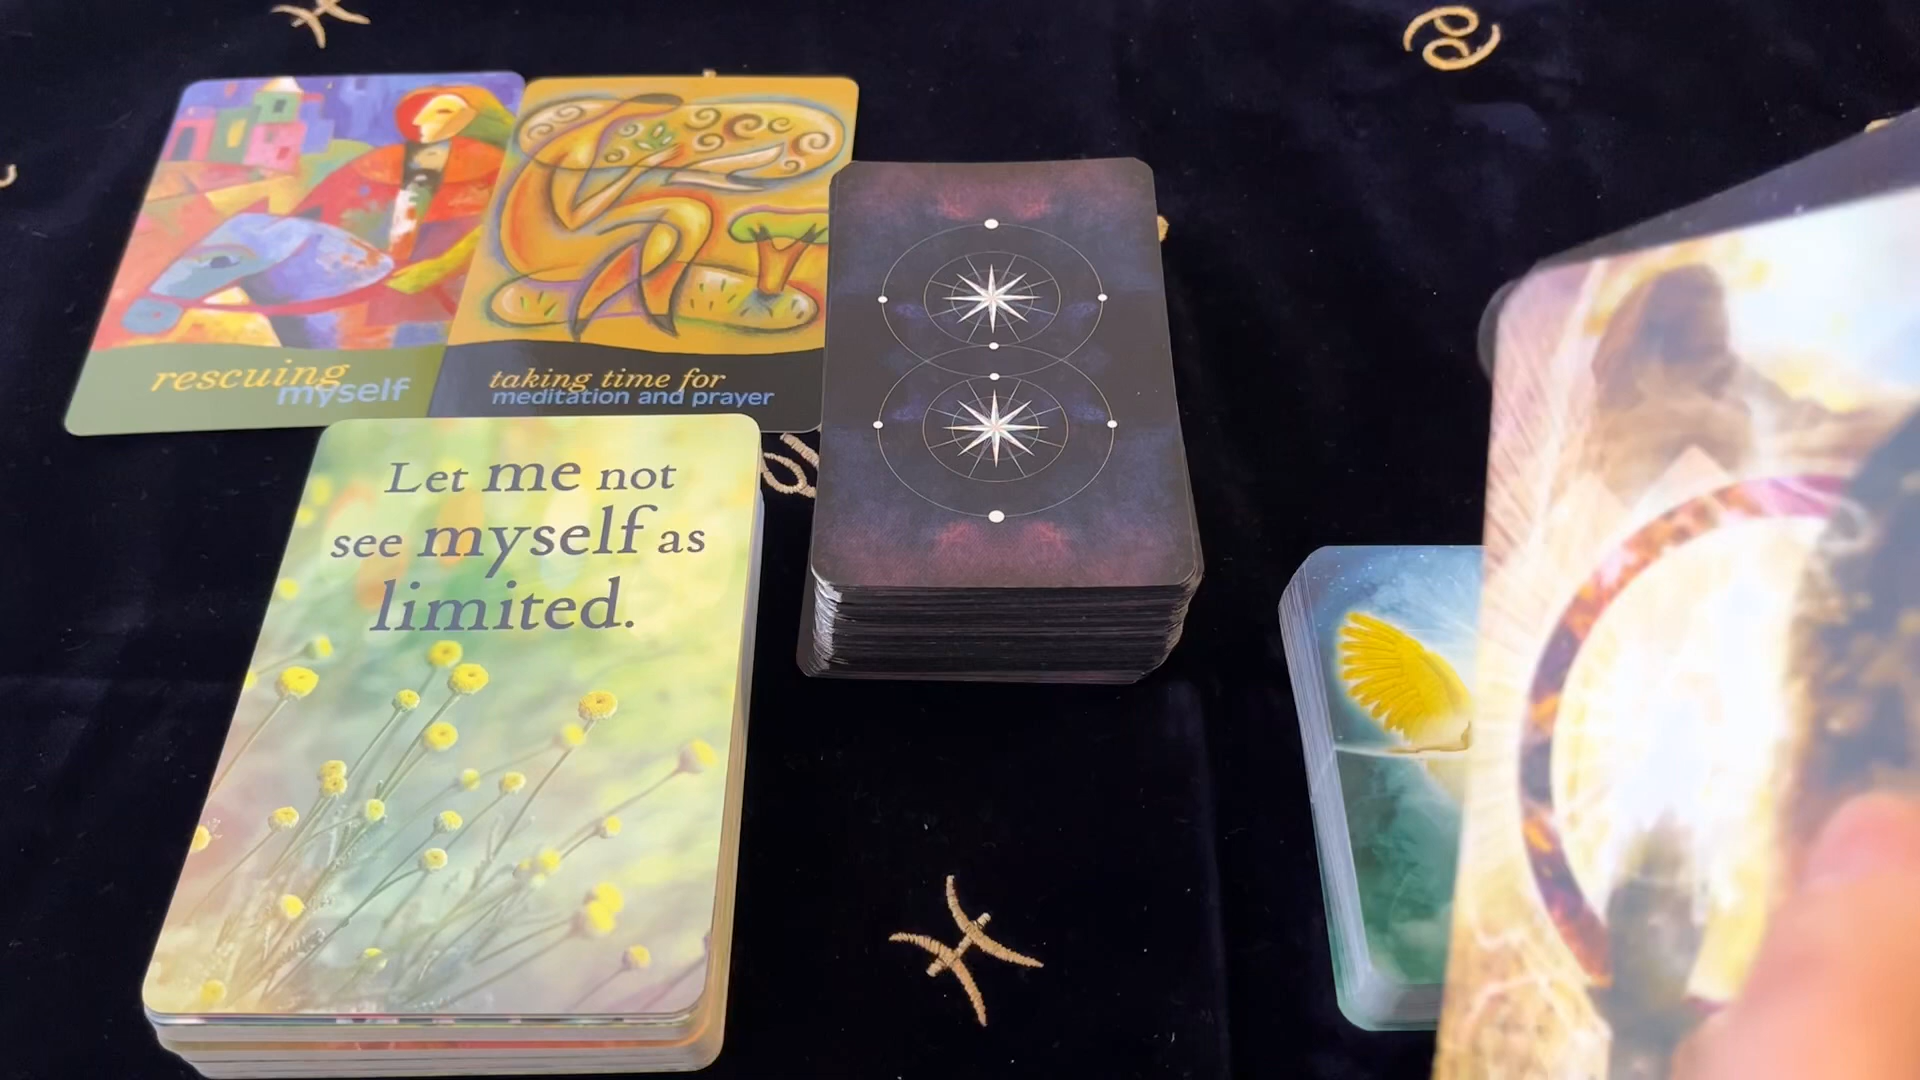 rescuing
myself
taking time for
meditation and prayer
Let me not
see myself as
limited.